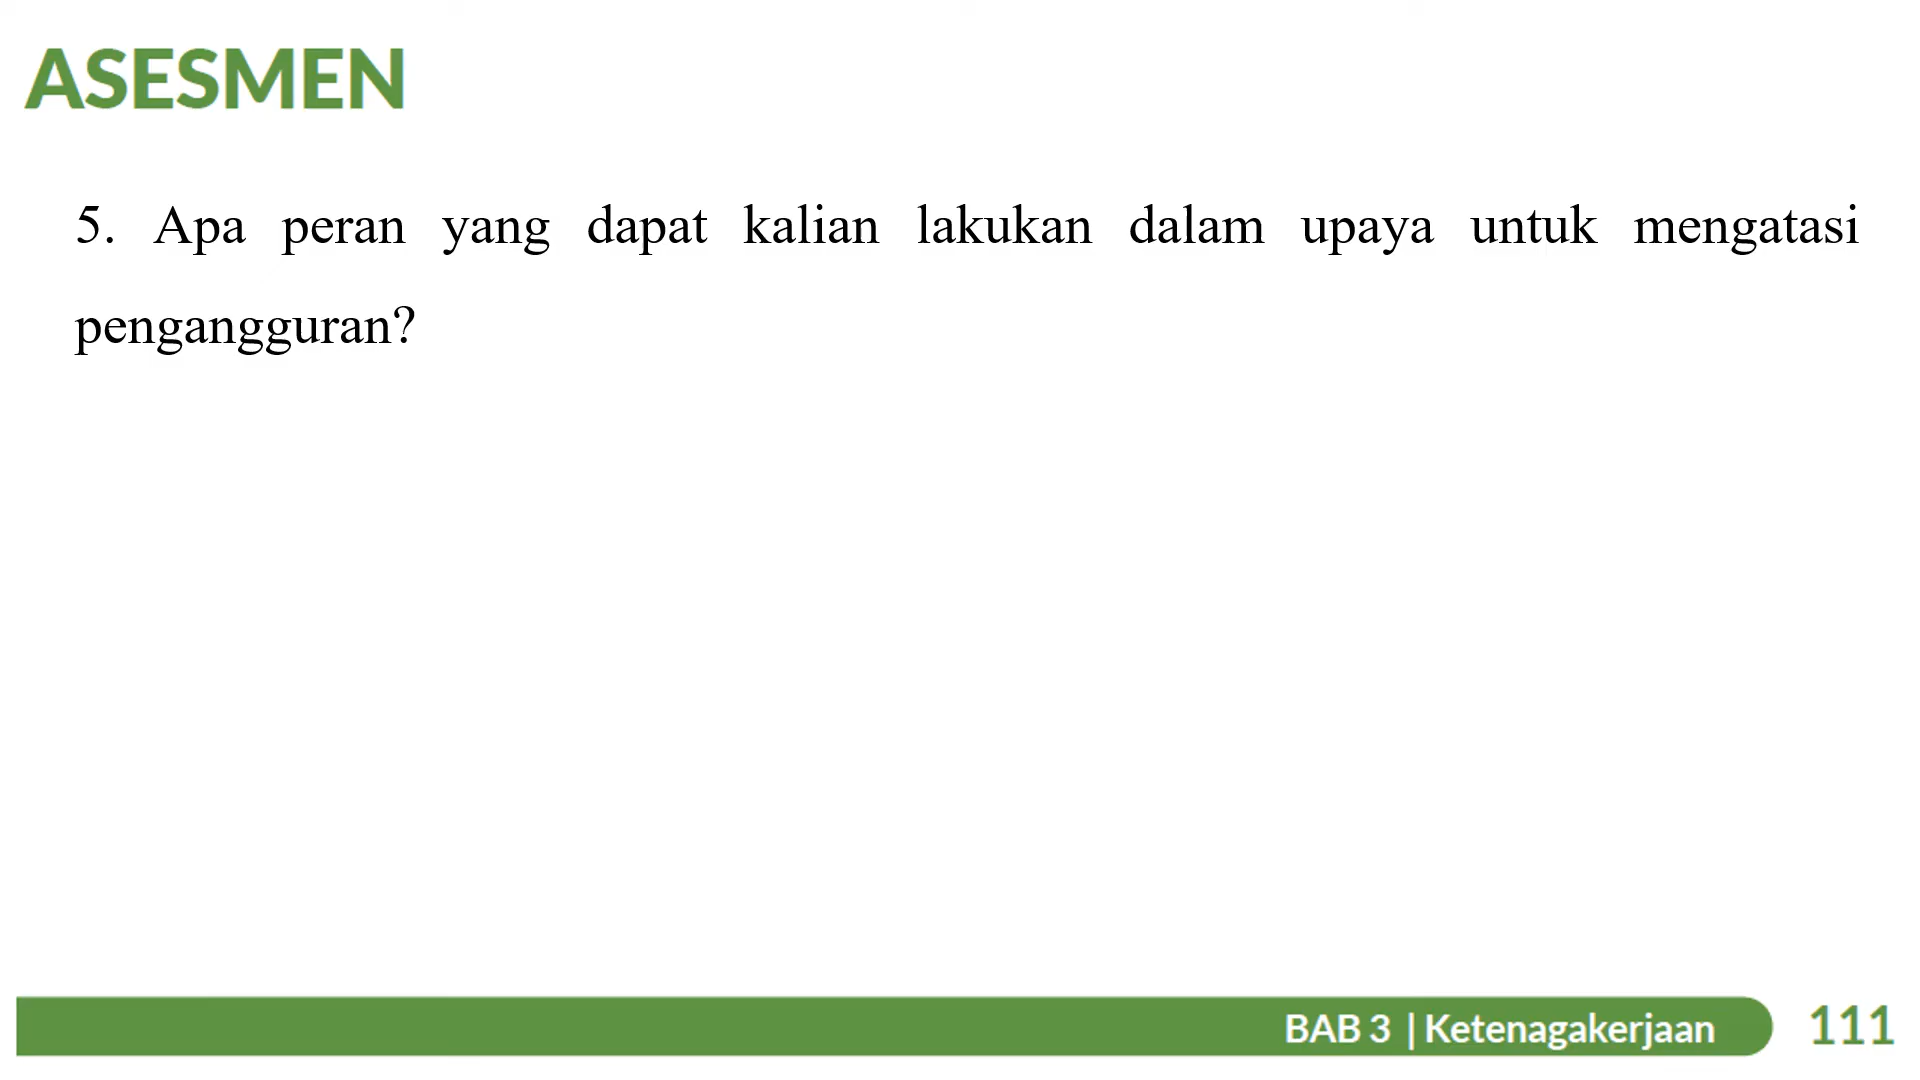 ASESMEN
5. Apa peran yang dapat kalian lakukan dalam upaya untuk mengatasi
pengangguran?
BAB 3 | Ketenagakerjaan 111